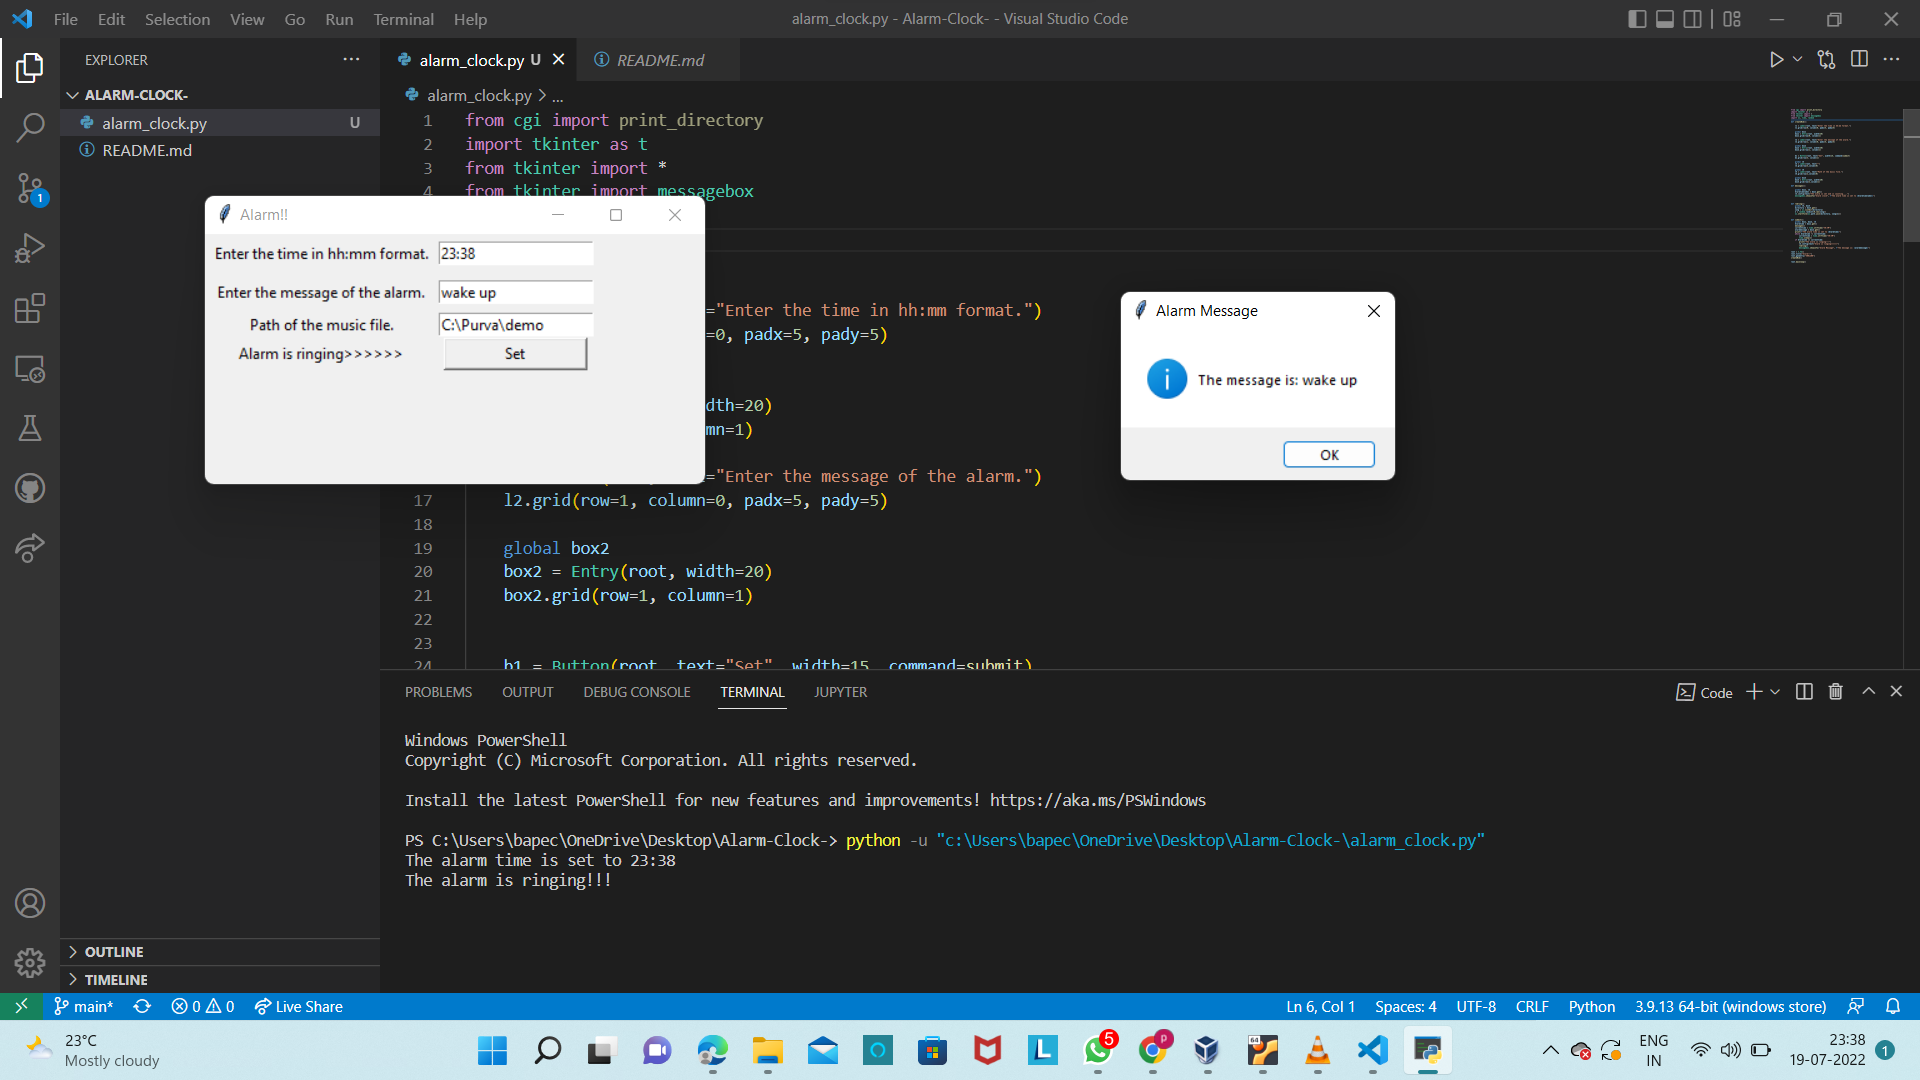 File Edit Selection View Go Run Terminal Help
alarm_clock.py - Alarm-Clock- - Visual Studio Code
EXPLORER
ALARM-CLOCK-
alarm_clock.py U
README.md
alarm_clock.py U
README.md
alarm_clock.py > ...
1 from cgi import print_directory
2 import tkinter as t
3 from tkinter import *
4 from tkinter import messagebox
="Enter the time in hh:mm format.")
=0, padx=5, pady=5)
dth=20)
mn=1)
="Enter the message of the alarm.")
17 l2.grid(row=1, column=0, padx=5, pady=5)
18
19 global box2
20 box2 = Entry(root, width=20)
21 box2.grid(row=1, column=1)
22
23
24 b1 = Button(root, text="Set", width=15, command=submit)
Alarm!!
Enter the time in hh:mm format. 23:38
Enter the message of the alarm. wake up
Path of the music file. C:\Purva\demo
Alarm is ringing>>>>>> Set
Alarm Message
The message is: wake up
OK
PROBLEMS OUTPUT DEBUG CONSOLE TERMINAL JUPYTER
Code
Windows PowerShell
Copyright (C) Microsoft Corporation. All rights reserved.
Install the latest PowerShell for new features and improvements! https://aka.ms/PSWindows
PS C:\Users\bapec\OneDrive\Desktop\Alarm-Clock-> python -u "c:\Users\bapec\OneDrive\Desktop\Alarm-Clock-\alarm_clock.py"
The alarm time is set to 23:38
The alarm is ringing!!!
OUTLINE
TIMELINE
1
main* 0 0 Live Share
Ln 6, Col 1 Spaces: 4 UTF-8 CRLF Python 3.9.13 64-bit (windows store)
23°C
Mostly cloudy
L
5
P
64
ENG
IN
23:38
19-07-2022
1